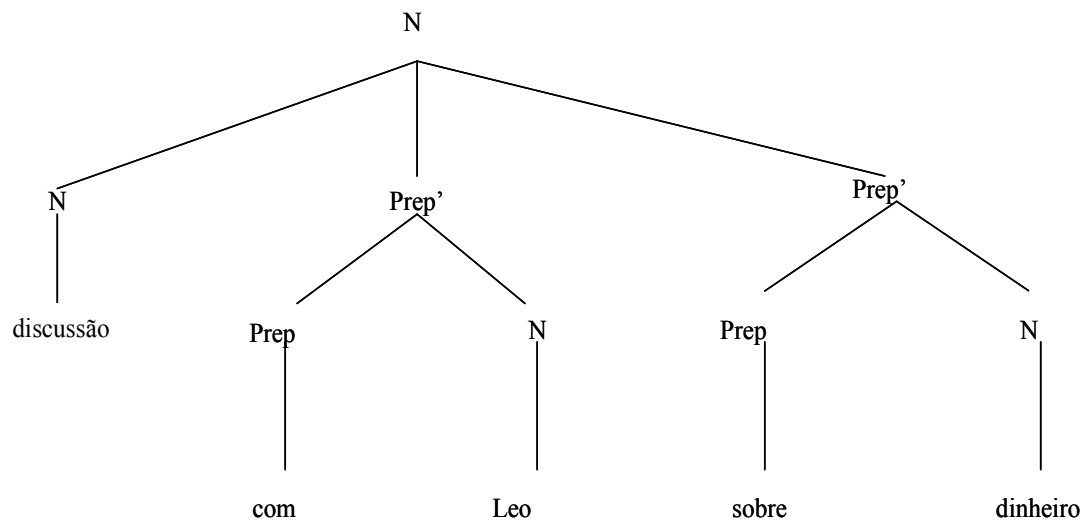 N
N Prep’ Prep’
discussão Prep N Prep N
com Leo sobre dinheiro